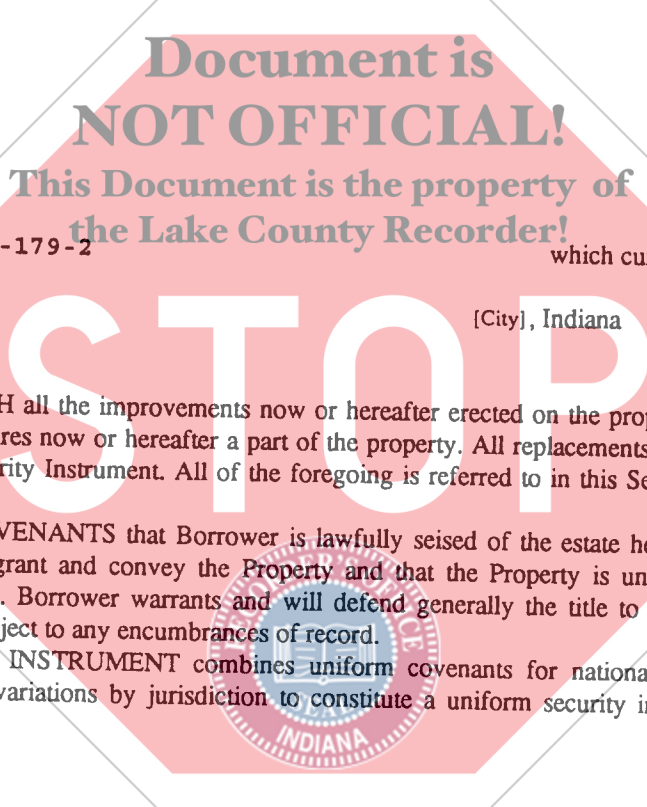 Document is
NOT OFFICIAL!
This Document is the property of
the Lake County Recorder!
-179-2
which cu
[City], Indiana
STOP
H all the improvements now or hereafter erected on the prop
res now or hereafter a part of the property. All replacements
rity Instrument. All of the foregoing is referred to in this Se
VENANTS that Borrower is lawfully seised of the estate he
grant and convey the Property and that the Property is un
. Borrower warrants and will defend generally the title to
ject to any encumbrances of record.
INSTRUMENT combines uniform covenants for nationa
variations by jurisdiction to constitute a uniform security in
RECORDER'S OFFICE
SEAL
INDIANA